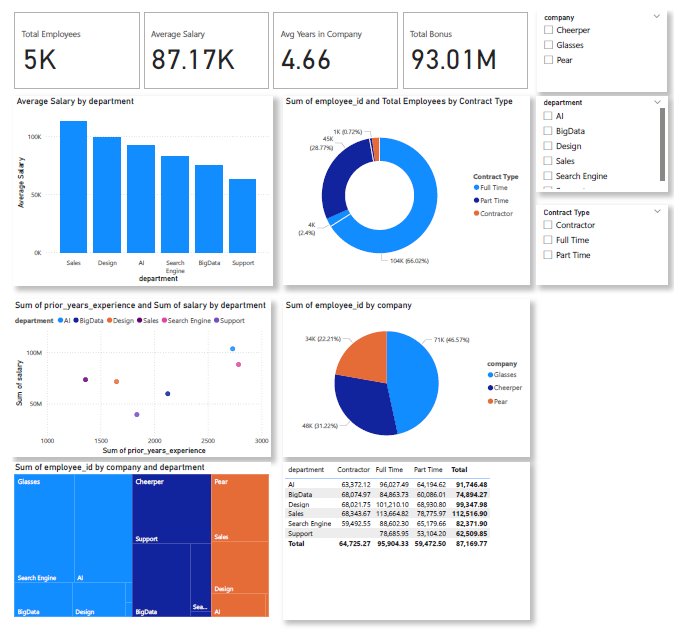 Total Employees
5K
Average Salary
87.17K
Avg Years in Company
4.66
Total Bonus
93.01M
company
Cheerper
Glasses
Pear
department
AI
BigData
Design
Sales
Search Engine
Contract Type
Contractor
Full Time
Part Time
Average Salary by department
Average Salary
100K
50K
0K
Sales
Design
AI
Search
Engine
BigData
Support
department
Sum of employee_id and Total Employees by Contract Type
1K (0.72%)
45K
(28.77%)
4K
(2.4%)
104K (66.02%)
Contract Type
Full Time
Part Time
Contractor
Sum of prior_years_experience and Sum of salary by department
department AI BigData Design Sales Search Engine Support
Sum of salary
100M
50M
1000 1500 2000 2500 3000
Sum of prior_years_experience
Sum of employee_id by company
34K (22.21%)
71K (46.57%)
48K (31.22%)
company
Glasses
Cheerper
Pear
Sum of employee_id by company and department
Glasses
Search Engine
AI
BigData
Design
Cheerper
Support
BigData
Sea...
Pear
Sales
Design
AI
department Contractor Full Time Part Time Total
AI 63,372.12 96,027.49 64,194.62 91,746.48
BigData 68,074.97 84,863.73 60,086.01 74,894.27
Design 68,021.75 101,210.10 68,930.80 99,347.98
Sales 68,343.67 113,664.82 78,775.97 112,516.90
Search Engine 59,492.55 88,602.30 65,179.66 82,371.90
Support 78,685.95 53,104.20 62,509.85
Total 64,725.27 95,904.33 59,472.50 87,169.77